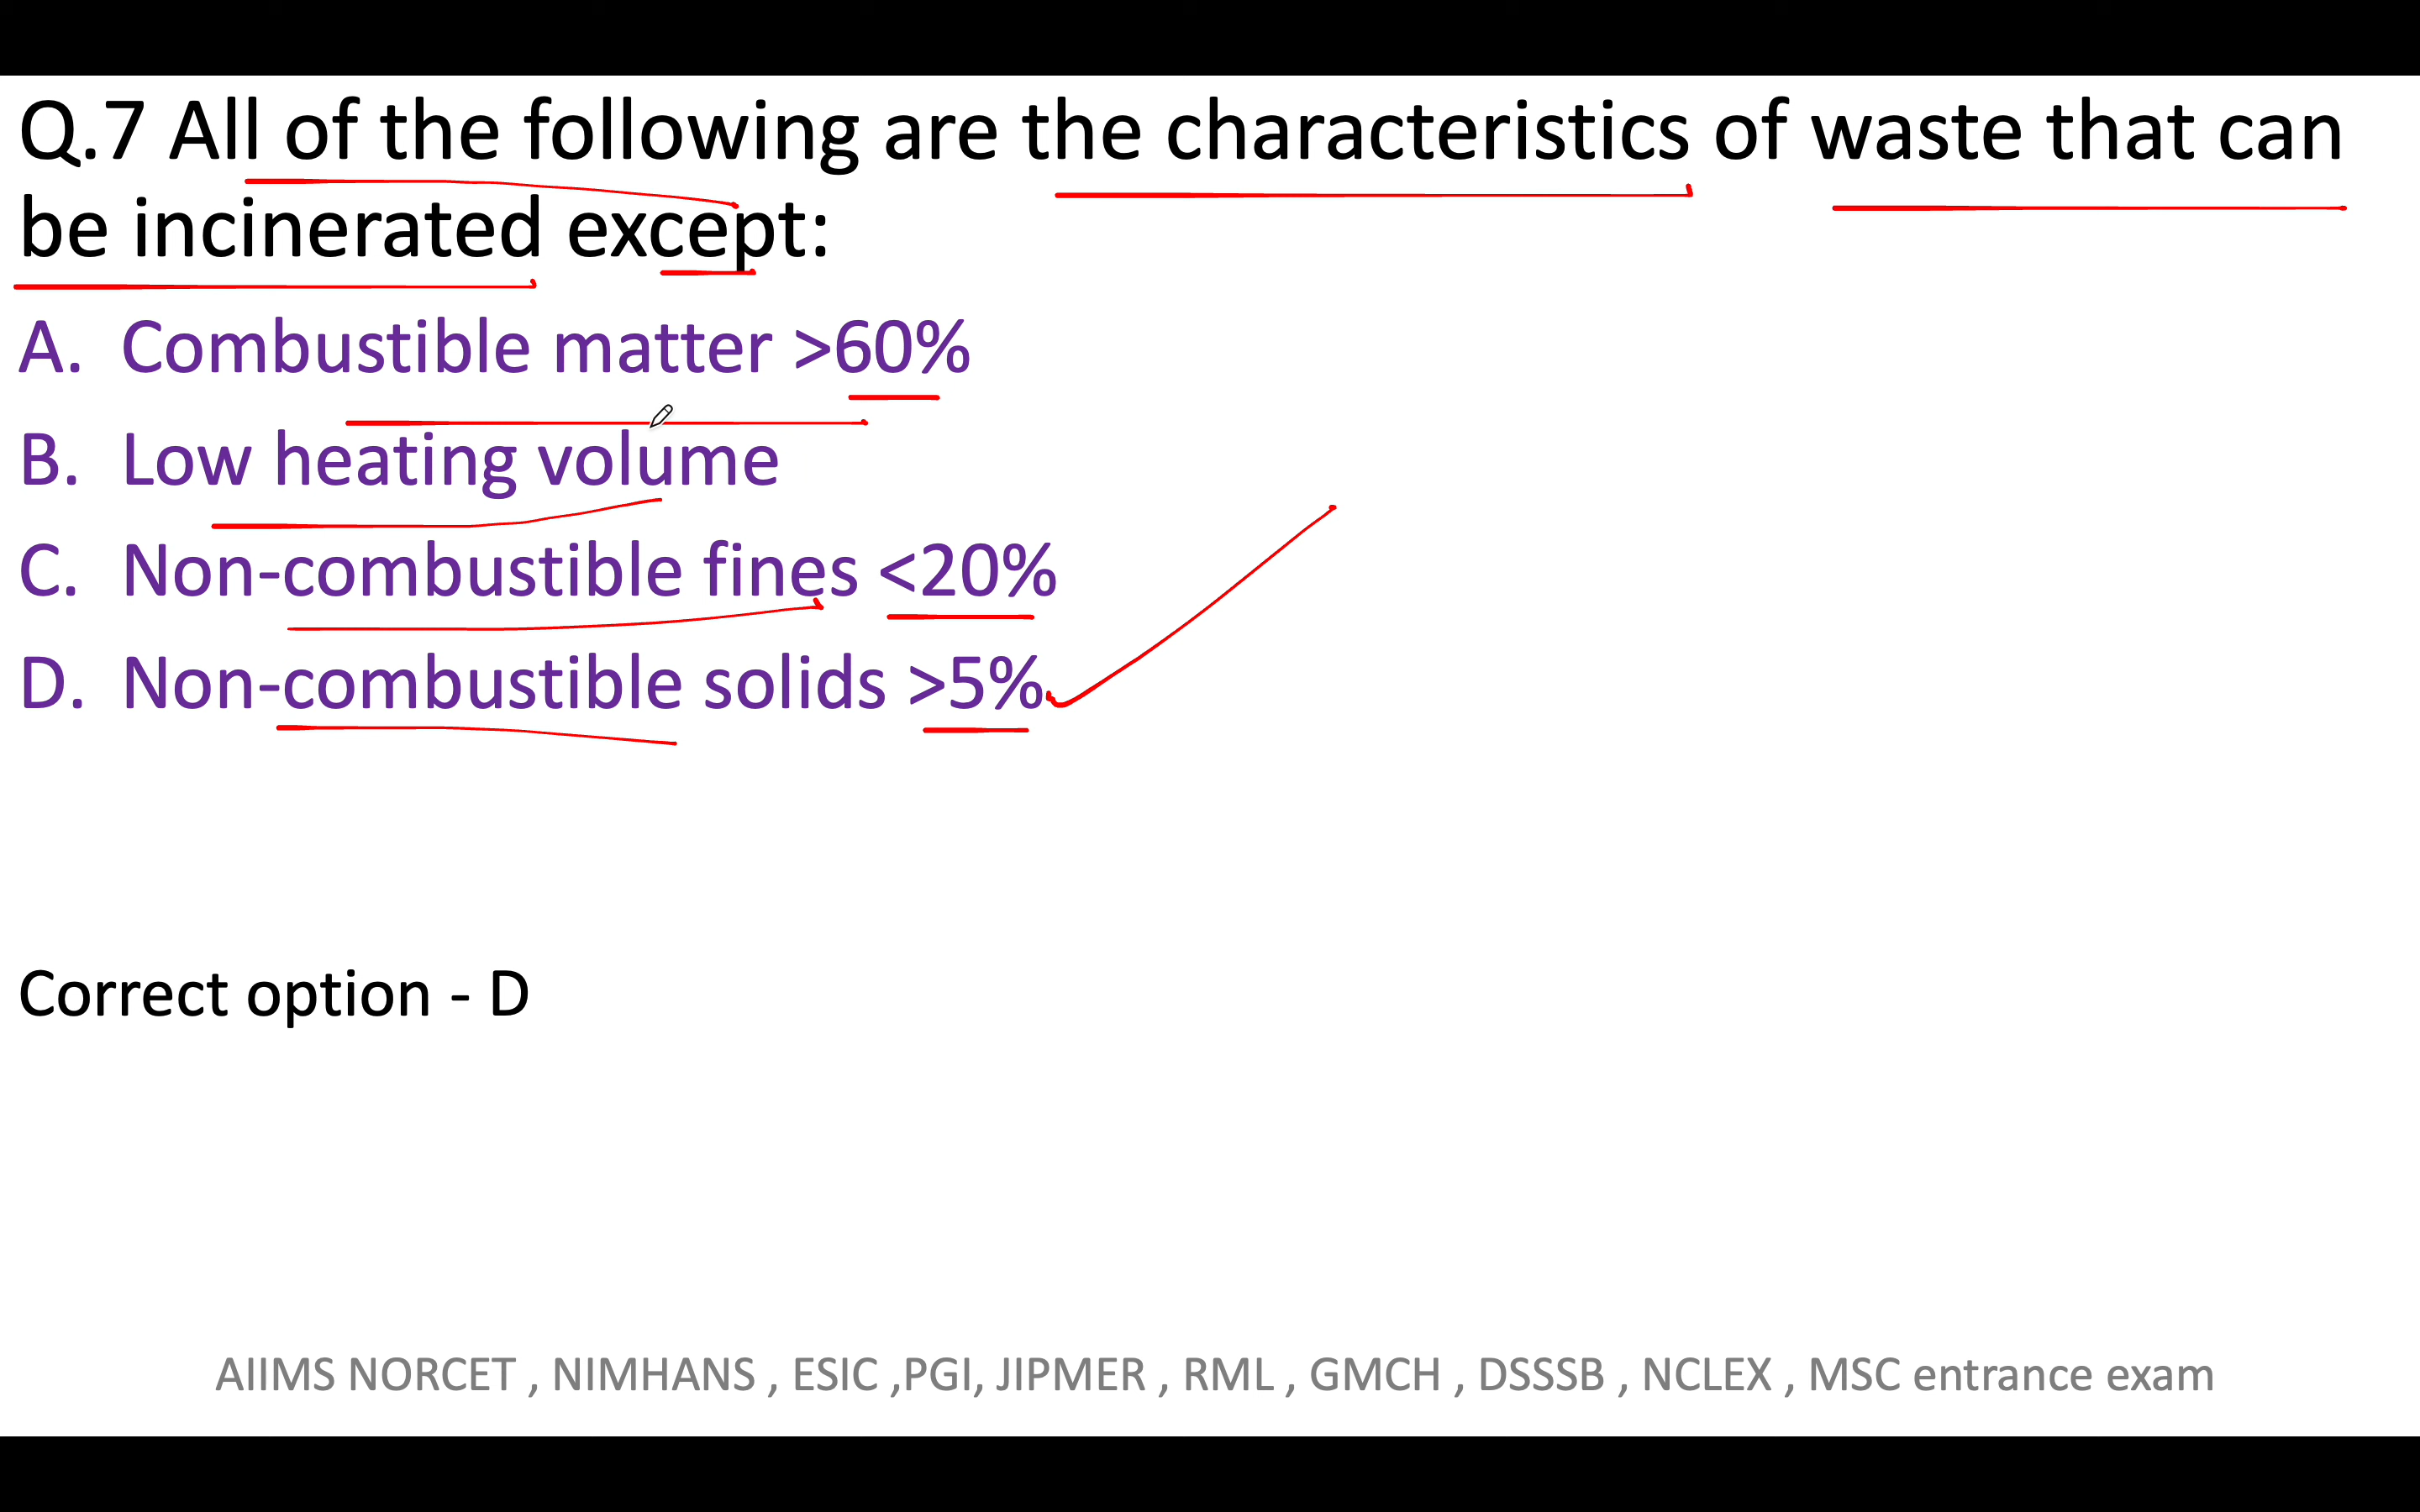 Q.7 All of the following are the characteristics of waste that can
be incinerated except:
A. Combustible matter >60%
B. Low heating volume
C. Non-combustible fines <20%
D. Non-combustible solids >5%
Correct option - D
AIIMS NORCET , NIMHANS , ESIC ,PGI, JIPMER , RML , GMCH , DSSSB , NCLEX , MSC entrance exam